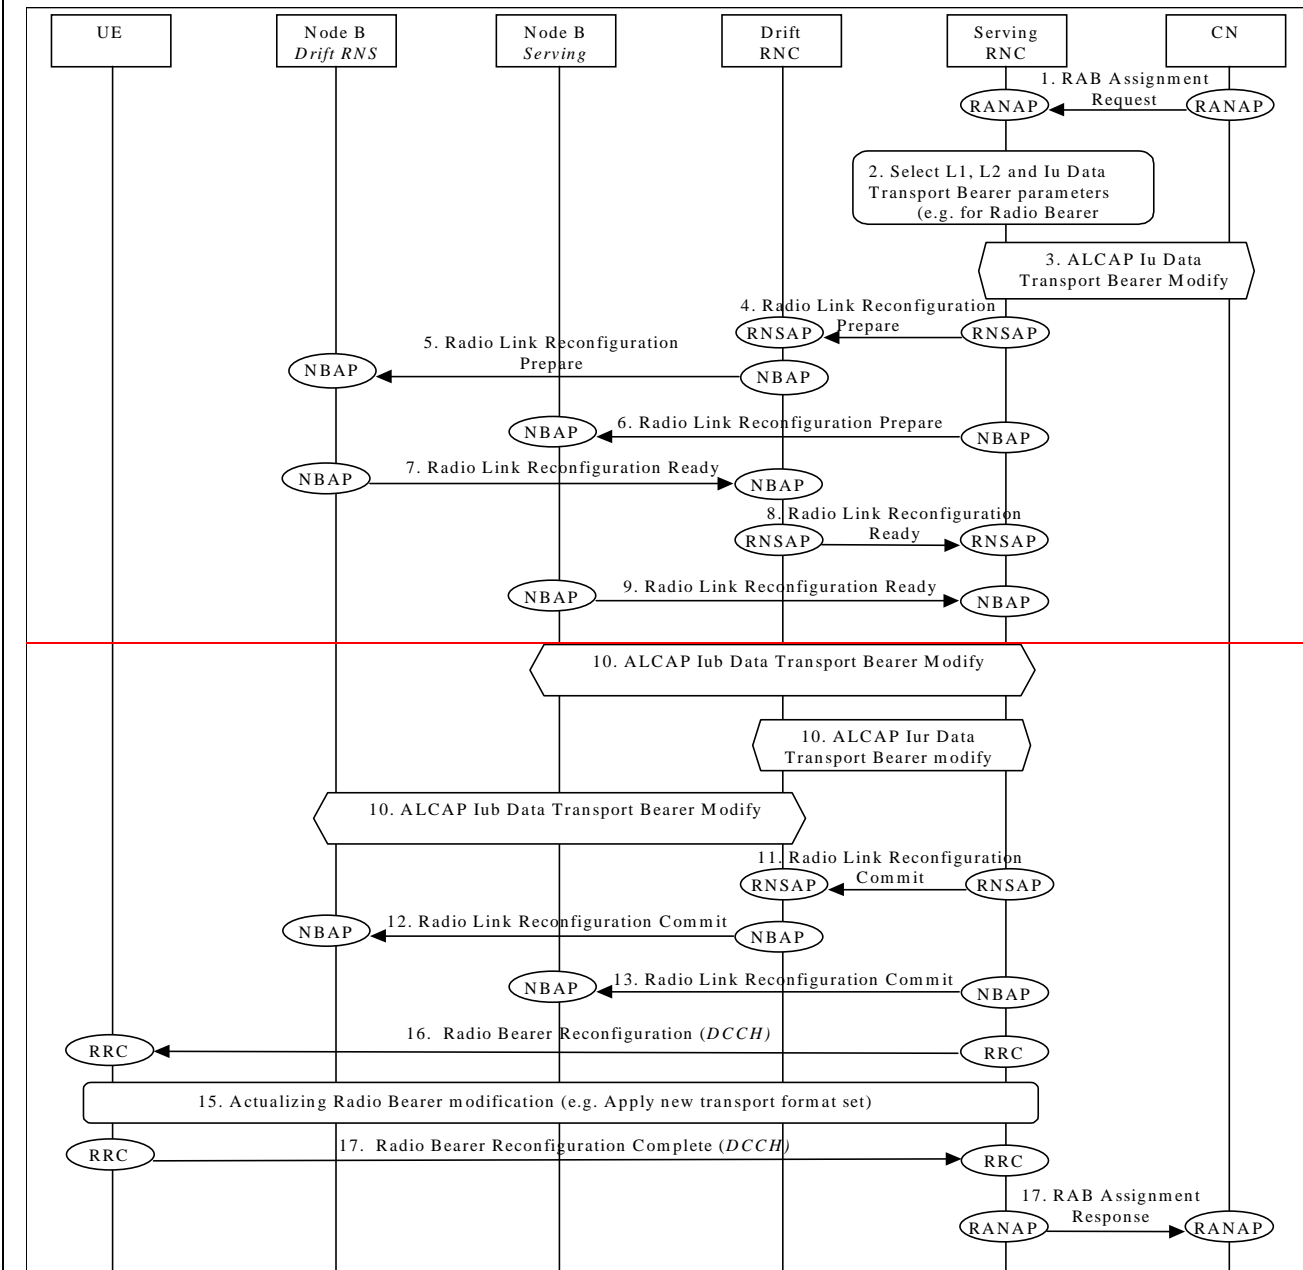 UE
Node B
Drift RNS
Node B
Serving
Drift
RNC
Serving
RNC
CN
1. RAB Assignment
Request
RANAP
RANAP
2. Select L1, L2 and Iu Data
Transport Bearer parameters
(e.g. for Radio Bearer
3. ALCAP Iu Data
Transport Bearer Modify
4. Radio Link Reconfiguration
Prepare
RNSAP
RNSAP
5. Radio Link Reconfiguration
Prepare
NBAP
NBAP
6. Radio Link Reconfiguration Prepare
NBAP
NBAP
7. Radio Link Reconfiguration Ready
NBAP
NBAP
8. Radio Link Reconfiguration
Ready
RNSAP
RNSAP
9. Radio Link Reconfiguration Ready
NBAP
NBAP
10. ALCAP Iub Data Transport Bearer Modify
10. ALCAP Iur Data
Transport Bearer modify
10. ALCAP Iub Data Transport Bearer Modify
11. Radio Link Reconfiguration
Commit
RNSAP
RNSAP
12. Radio Link Reconfiguration Commit
NBAP
NBAP
13. Radio Link Reconfiguration Commit
NBAP
NBAP
16. Radio Bearer Reconfiguration (DCCH)
RRC
RRC
15. Actualizing Radio Bearer modification (e.g. Apply new transport format set)
17. Radio Bearer Reconfiguration Complete (DCCH)
RRC
RRC
17. RAB Assignment
Response
RANAP
RANAP